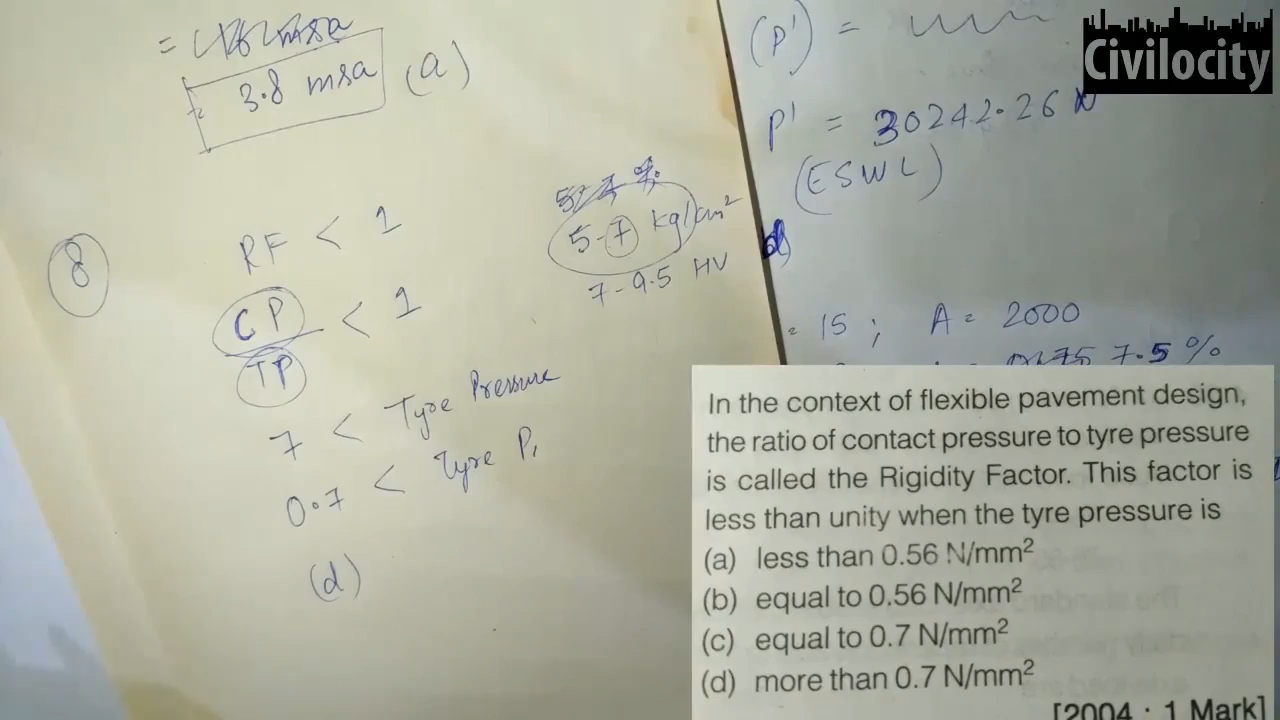 3.8 msa (a)
8
RF < 1
CP
TP
< 1
7 < Tyre Pressure
0.7 < Tyre P,
(d)
5-7 kg/cm²
7-9.5 HV
(P') =
P' = 30242.26 N
(ESWL)
d)
= 15 ; A = 2000
7.5 %
Civilocity
In the context of flexible pavement design,
the ratio of contact pressure to tyre pressure
is called the Rigidity Factor. This factor is
less than unity when the tyre pressure is
(a) less than 0.56 N/mm²
(b) equal to 0.56 N/mm²
(c) equal to 0.7 N/mm²
(d) more than 0.7 N/mm²
[2004 : 1 Mark]